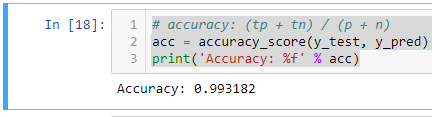 In [18]:
1 # accuracy: (tp + tn) / (p + n)
2 acc = accuracy_score(y_test, y_pred)
3 print('Accuracy: %f' % acc)
Accuracy: 0.993182